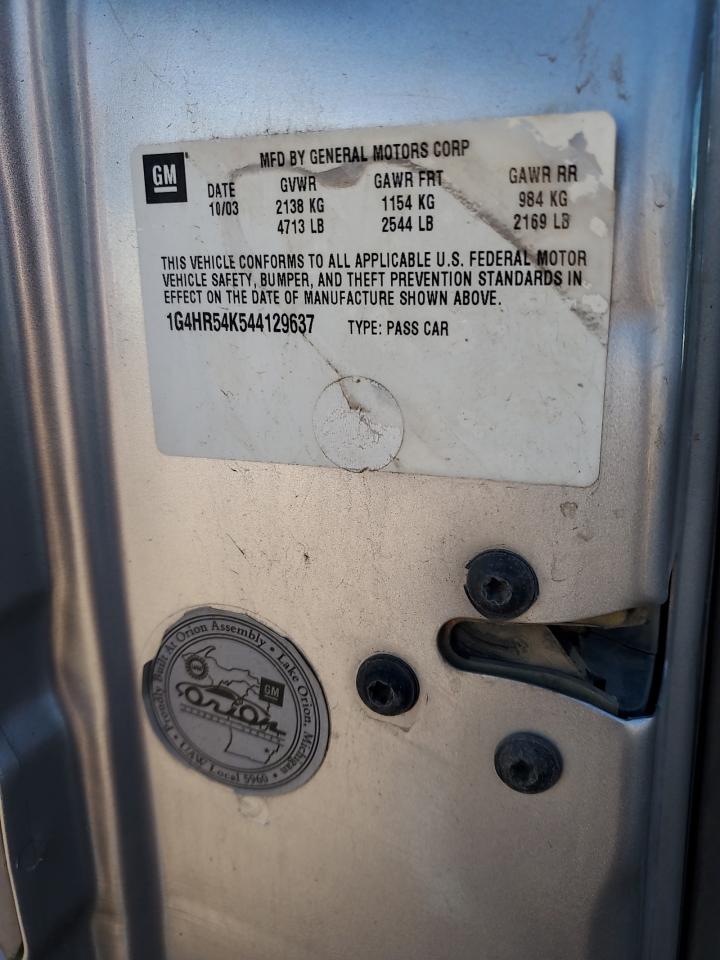 GM
MFD BY GENERAL MOTORS CORP
DATE GVWR GAWR FRT GAWR RR
10/03 2138 KG 1154 KG 984 KG
4713 LB 2544 LB 2169 LB
THIS VEHICLE CONFORMS TO ALL APPLICABLE U.S. FEDERAL MOTOR
VEHICLE SAFETY, BUMPER, AND THEFT PREVENTION STANDARDS IN
EFFECT ON THE DATE OF MANUFACTURE SHOWN ABOVE.
1G4HR54K544129637 TYPE: PASS CAR
• Proudly Built At Orion Assembly • Lake Orion, Michigan
• UAW Local 5960 •
GM
Orion